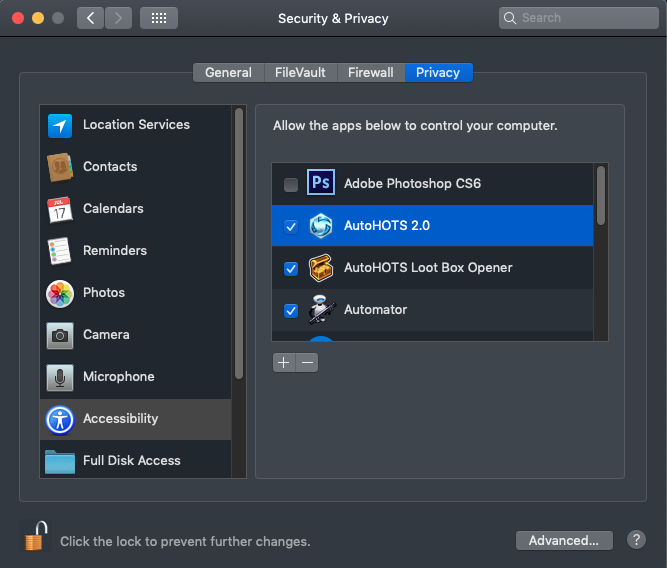 Security & Privacy
Search
General
FileVault
Firewall
Privacy
Location Services
Contacts
JUL
17
Calendars
Reminders
Photos
Camera
Microphone
Accessibility
Full Disk Access
Allow the apps below to control your computer.
Ps
Adobe Photoshop CS6
AutoHOTS 2.0
AutoHOTS Loot Box Opener
Automator
Click the lock to prevent further changes.
Advanced...
?